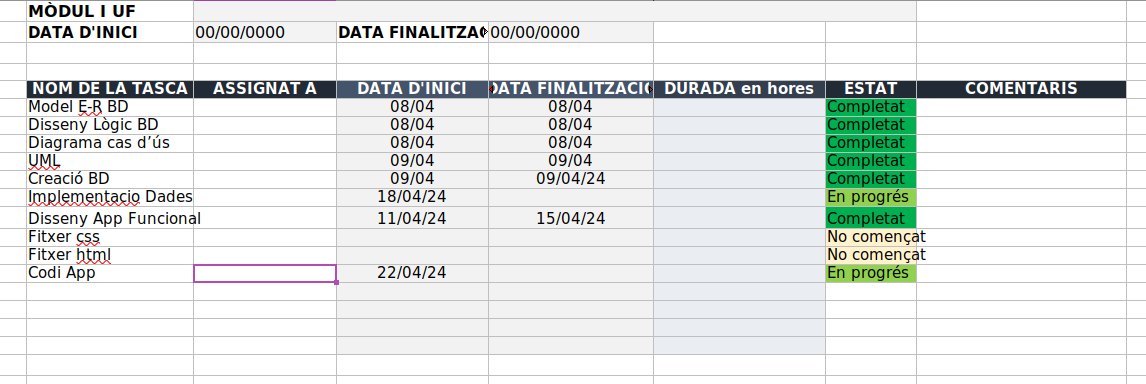 MÒDUL I UF
DATA D'INICI 00/00/0000 DATA FINALITZAC 00/00/0000
NOM DE LA TASCA ASSIGNAT A DATA D'INICI DATA FINALITZACIÓ DURADA en hores ESTAT COMENTARIS
Model E-R BD 08/04 08/04 Completat
Disseny Lògic BD 08/04 08/04 Completat
Diagrama cas d’ús 08/04 08/04 Completat
UML 09/04 09/04 Completat
Creació BD 09/04 09/04/24 Completat
Implementacio Dades 18/04/24 En progrés
Disseny App Funcional 11/04/24 15/04/24 Completat
Fitxer css No començat
Fitxer html No començat
Codi App 22/04/24 En progrés